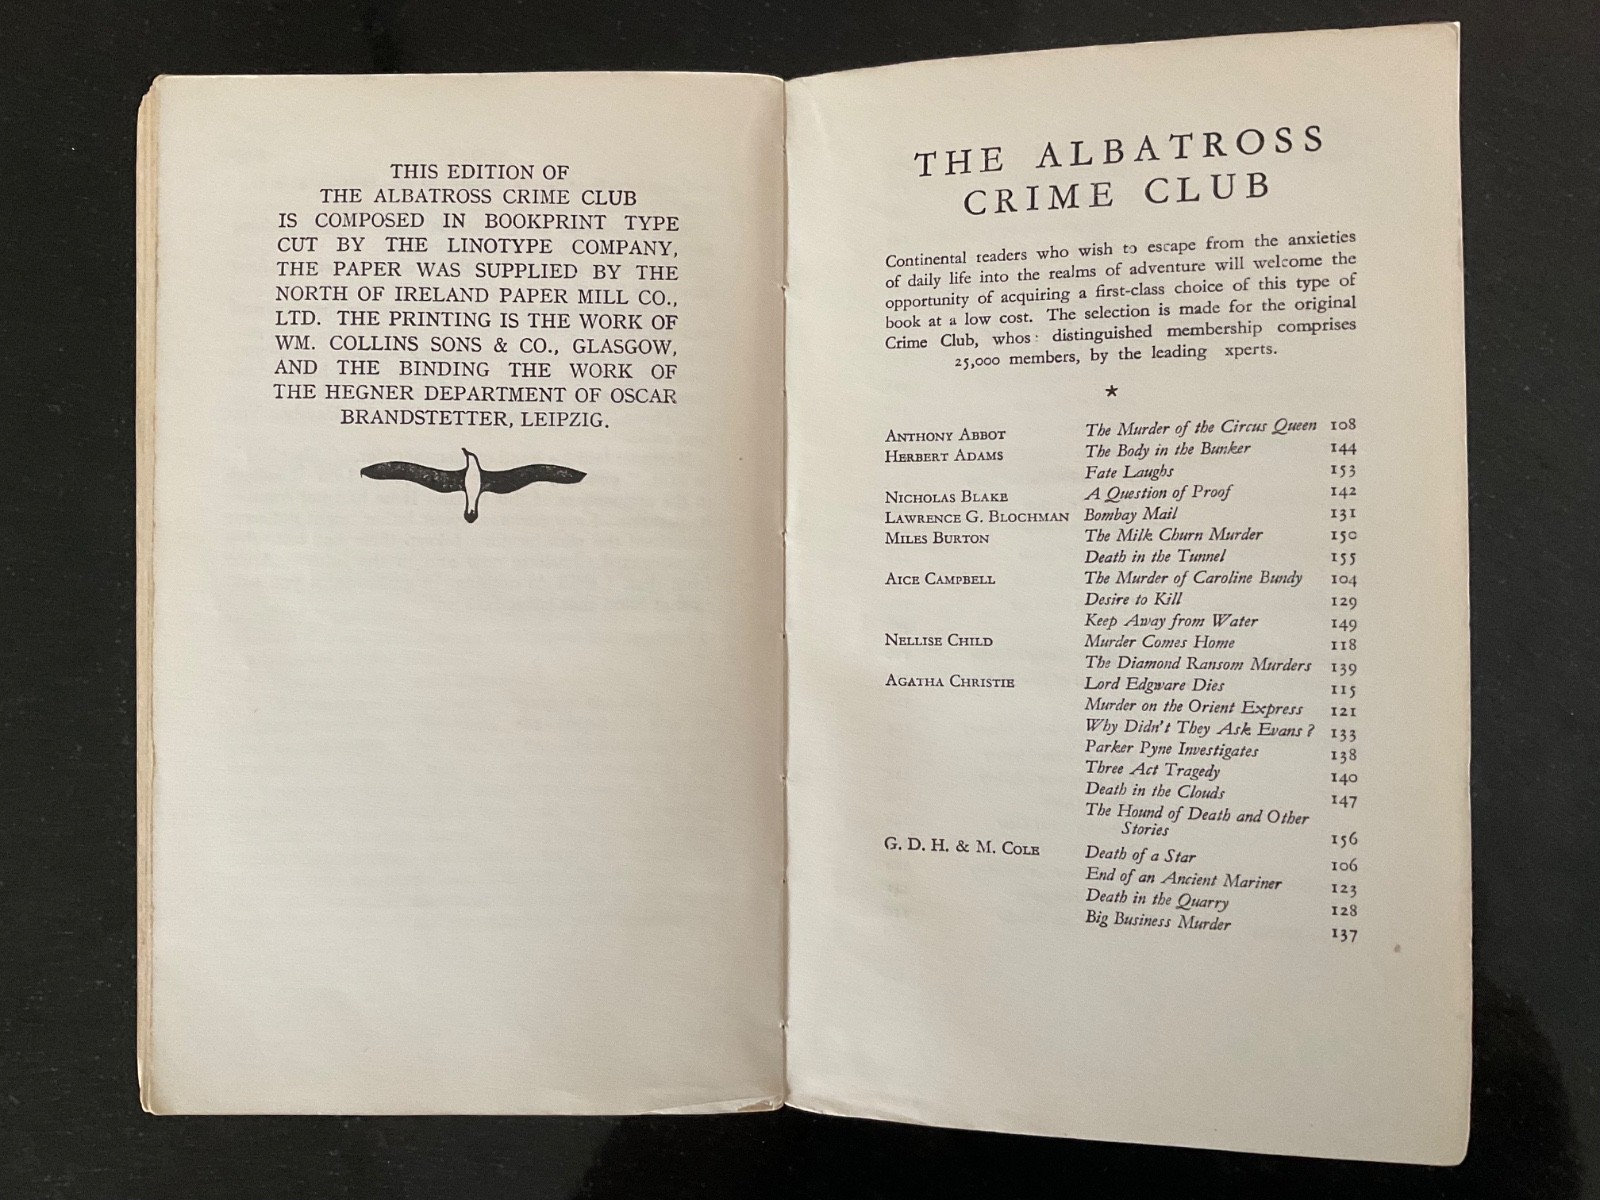 THIS EDITION OF
THE ALBATROSS CRIME CLUB
IS COMPOSED IN BOOKPRINT TYPE
CUT BY THE LINOTYPE COMPANY,
THE PAPER WAS SUPPLIED BY THE
NORTH OF IRELAND PAPER MILL CO.,
LTD. THE PRINTING IS THE WORK OF
WM. COLLINS SONS & CO., GLASGOW,
AND THE BINDING THE WORK OF
THE HEGNER DEPARTMENT OF OSCAR
BRANDSTETTER, LEIPZIG.
THE ALBATROSS
CRIME CLUB
Continental readers who wish to escape from the anxieties
of daily life into the realms of adventure will welcome the
opportunity of acquiring a first-class choice of this type of
book at a low cost. The selection is made for the original
Crime Club, whos: distinguished membership comprises
25,000 members, by the leading xperts.
*
ANTHONY ABBOT The Murder of the Circus Queen 108
HERBERT ADAMS The Body in the Bunker 144
Fate Laughs 153
NICHOLAS BLAKE A Question of Proof 142
LAWRENCE G. BLOCHMAN Bombay Mail 131
MILES BURTON The Milk Churn Murder 150
Death in the Tunnel 155
AICE CAMPBELL The Murder of Caroline Bundy 104
Desire to Kill 129
Keep Away from Water 149
NELLISE CHILD Murder Comes Home 118
The Diamond Ransom Murders 139
AGATHA CHRISTIE Lord Edgware Dies 115
Murder on the Orient Express 121
Why Didn't They Ask Evans? 133
Parker Pyne Investigates 138
Three Act Tragedy 140
Death in the Clouds 147
The Hound of Death and Other
Stories 156
G. D. H. & M. COLE Death of a Star 106
End of an Ancient Mariner 123
Death in the Quarry 128
Big Business Murder 137